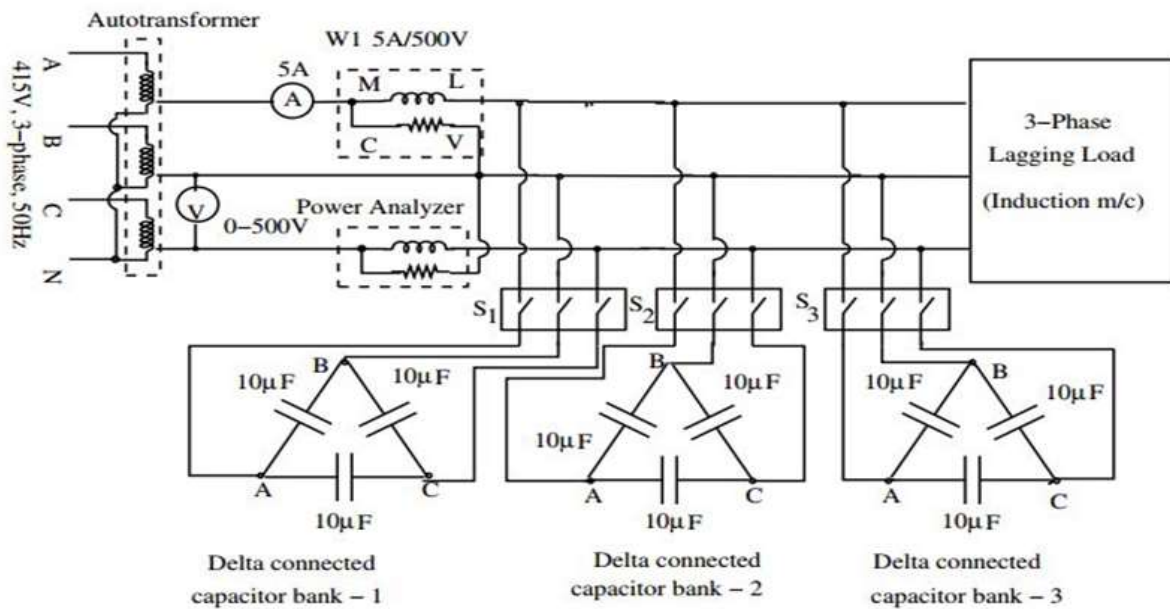 Autotransformer
W1 5A/500V
A
5A
M
L
A
C
V
415V, 3-phase, 50Hz
B
3-Phase
Lagging Load
(Induction m/c)
V
0-500V
Power Analyzer
C
N
S1
S2
S3
B
10µF
10µF
A
C
10µF
Delta connected
capacitor bank - 1
B
10µF
10µF
A
C
10µF
Delta connected
capacitor bank - 2
B
10µF
10µF
A
C
10µF
Delta connected
capacitor bank - 3